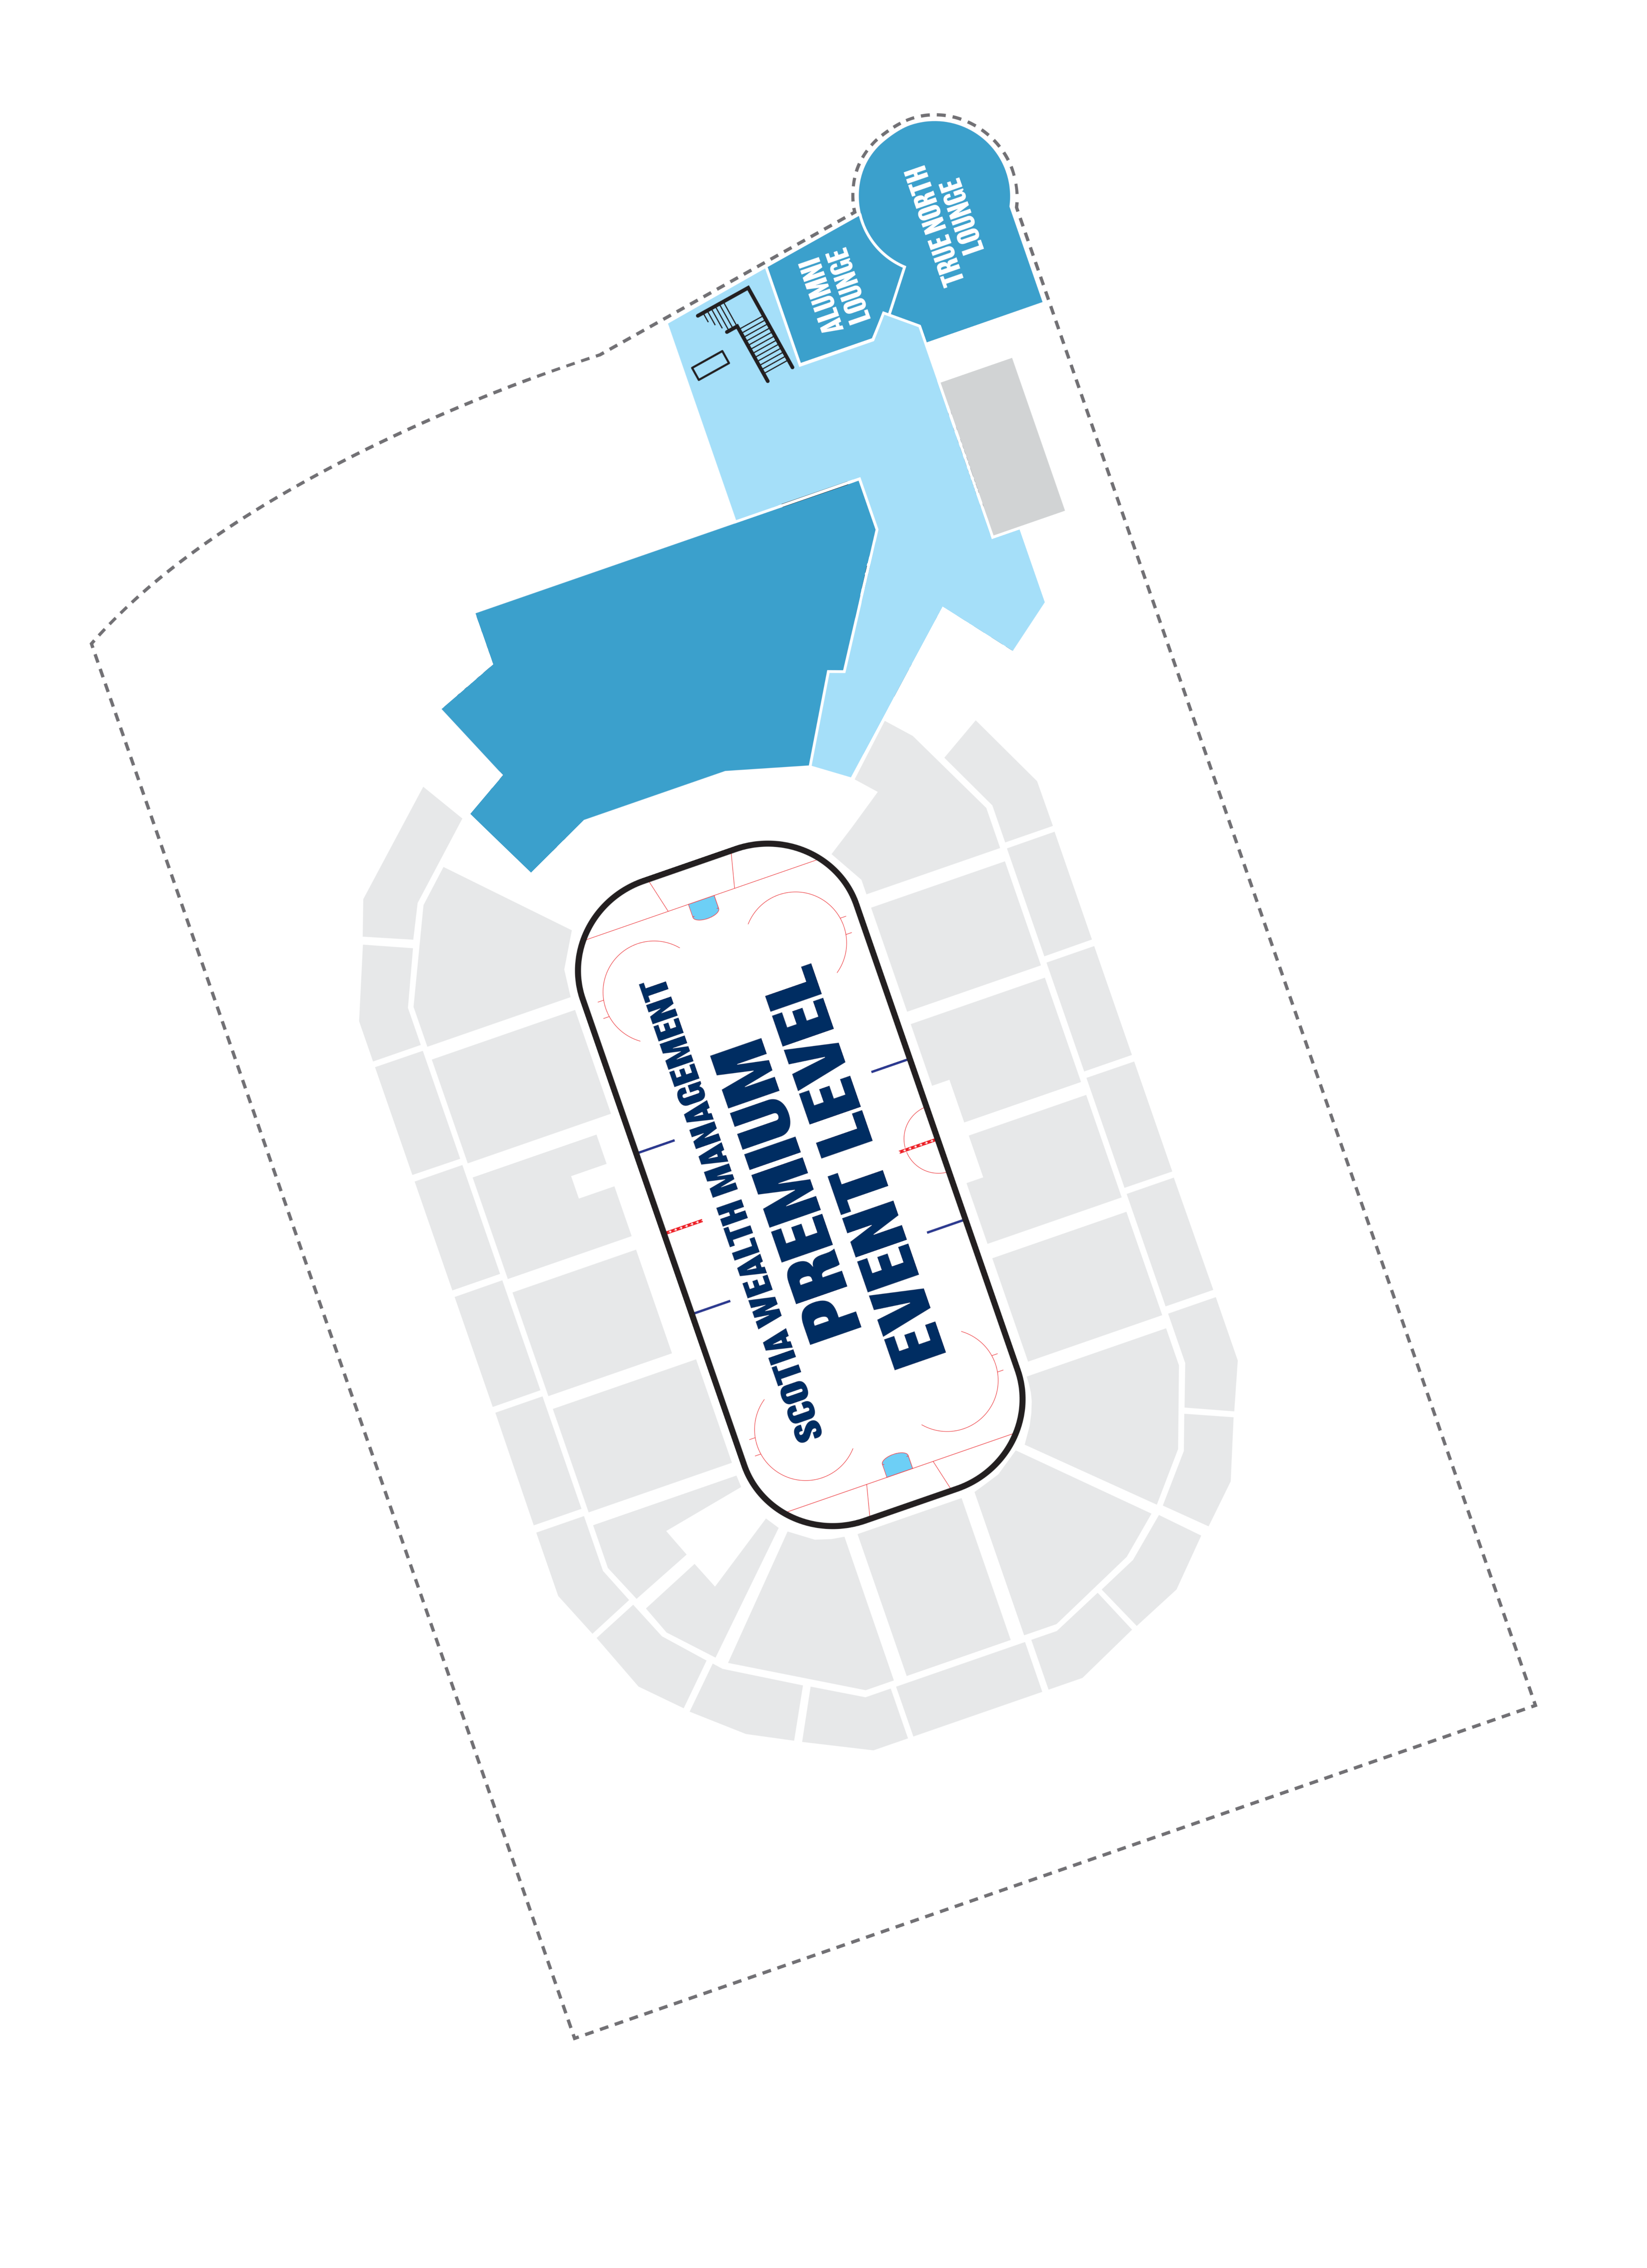 TRUE NORTH
LOUNGE
ALUMNI
LOUNGE
SCOTIA WEALTH MANAGEMENT
PREMIUM
EVENT LEVEL